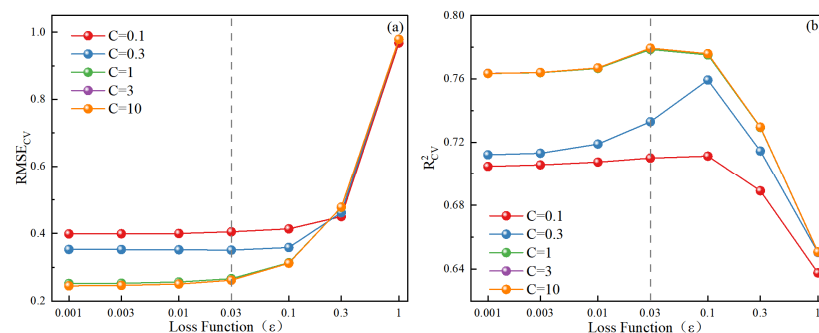 (a)
C=0.1
C=0.3
C=1
C=3
C=10
1.0
0.8
0.6
0.4
0.2
RMSE_CV
0.001 0.003 0.01 0.03 0.1 0.3 1
Loss Function（ε）
(b)
0.80
0.76
0.72
0.68
0.64
R²_CV
C=0.1
C=0.3
C=1
C=3
C=10
0.001 0.003 0.01 0.03 0.1 0.3 1
Loss Function（ε）